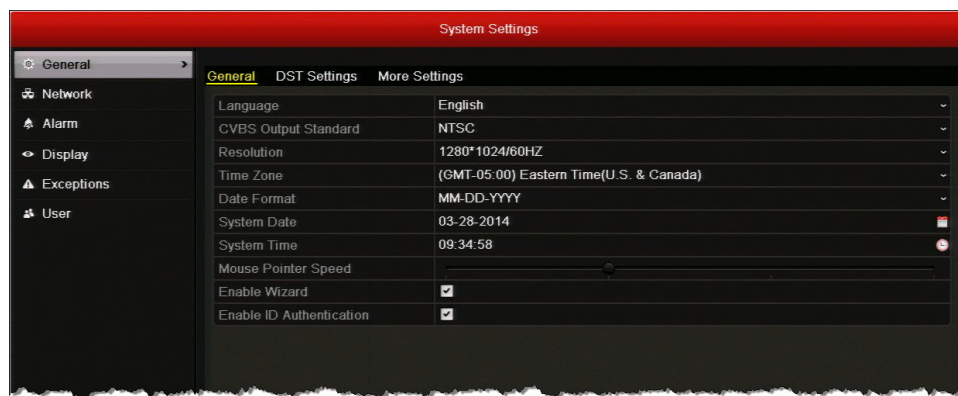 System Settings
General
Network
Alarm
Display
Exceptions
User
General DST Settings More Settings
Language English
CVBS Output Standard NTSC
Resolution 1280*1024/60HZ
Time Zone (GMT-05:00) Eastern Time(U.S. & Canada)
Date Format MM-DD-YYYY
System Date 03-28-2014
System Time 09:34:58
Mouse Pointer Speed
Enable Wizard
Enable ID Authentication